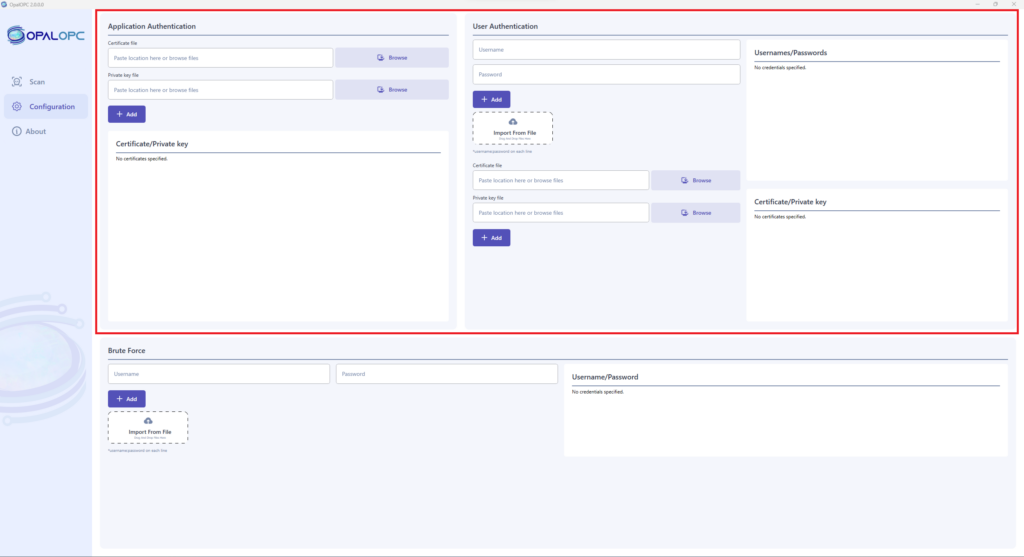 OpalOPC 2.0.0.0
OPALOPC
Scan
Configuration
About
Application Authentication
Certificate file
Paste location here or browse files
Browse
Private key file
Paste location here or browse files
Browse
+ Add
Certificate/Private key
No certificates specified.
User Authentication
Username
Password
+ Add
Import From File
Drag And Drop Files Here
*username:password on each line
Certificate file
Paste location here or browse files
Browse
Private key file
Paste location here or browse files
Browse
+ Add
Usernames/Passwords
No credentials specified.
Certificate/Private key
No certificates specified.
Brute Force
Username
Password
+ Add
Import From File
Drag And Drop Files Here
*username:password on each line
Username/Password
No credentials specified.